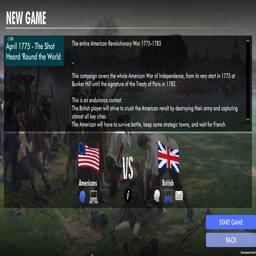 NEW GAME
April 1775 - The Shot
Heard 'Round the World
The entire American Revolutionary War 1775-1783
This campaign covers the whole American War of Independence, from its very start in 1775 at
Bunker Hill until the signature of the Treaty of Paris in 1783.
This is an endurance contest:
The British player will strive to crush the American revolt by destroying their army and capturing
almost all key cities.
The American will have to survive battle, keep some strategic towns, and wait for French
VS
Americans
British
START GAME
BACK